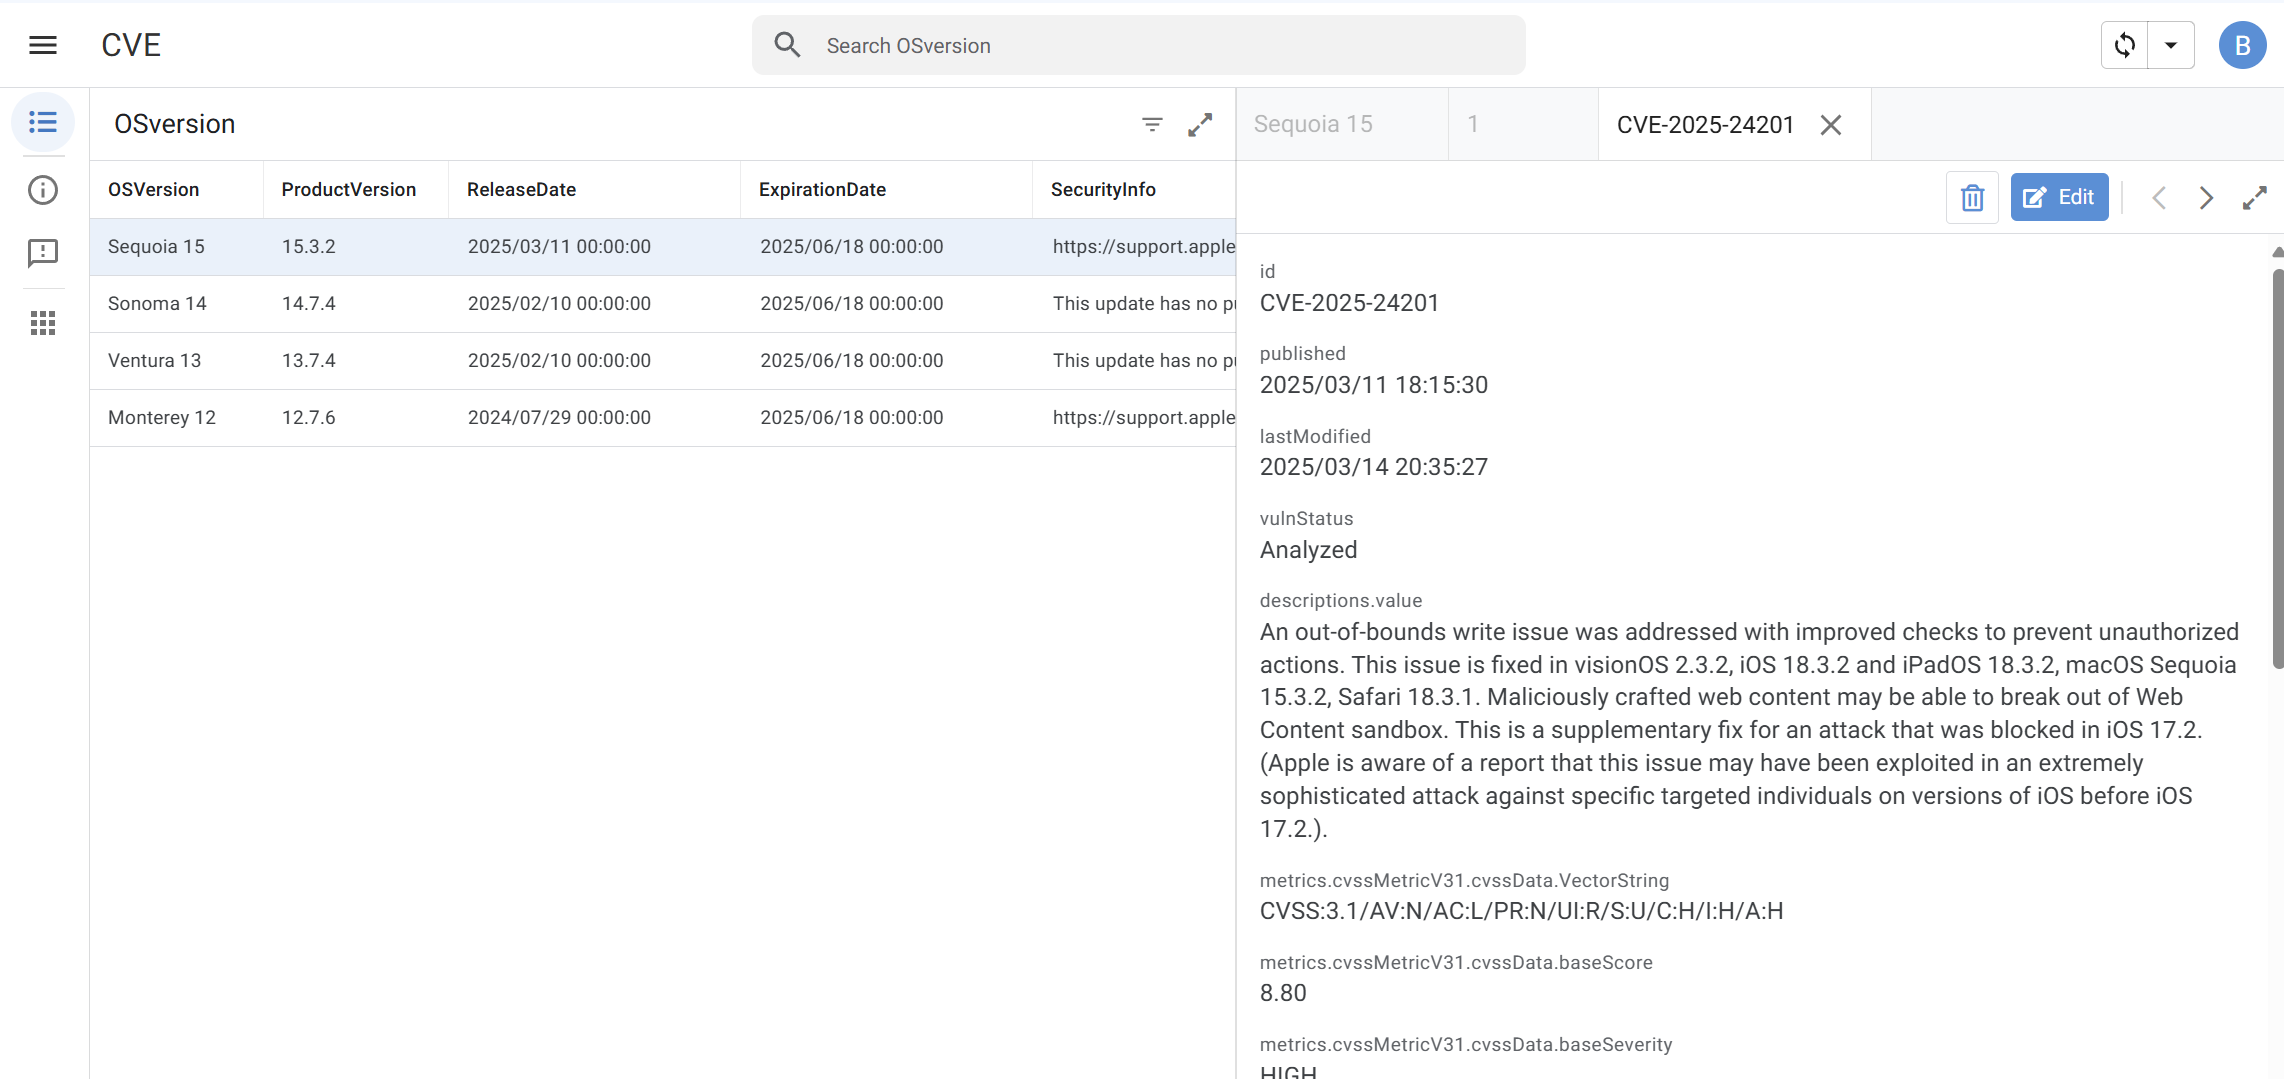 CVE
Search OSversion
B
OSversion
OSVersion ProductVersion ReleaseDate ExpirationDate SecurityInfo
Sequoia 15 15.3.2 2025/03/11 00:00:00 2025/06/18 00:00:00 https://support.apple
Sonoma 14 14.7.4 2025/02/10 00:00:00 2025/06/18 00:00:00 This update has no
Ventura 13 13.7.4 2025/02/10 00:00:00 2025/06/18 00:00:00 This update has no
Monterey 12 12.7.6 2024/07/29 00:00:00 2025/06/18 00:00:00 https://support.apple
Sequoia 15 1 CVE-2025-24201
Edit
id
CVE-2025-24201
published
2025/03/11 18:15:30
lastModified
2025/03/14 20:35:27
vulnStatus
Analyzed
descriptions.value
An out-of-bounds write issue was addressed with improved checks to prevent unauthorized
actions. This issue is fixed in visionOS 2.3.2, iOS 18.3.2 and iPadOS 18.3.2, macOS Sequoia
15.3.2, Safari 18.3.1. Maliciously crafted web content may be able to break out of Web
Content sandbox. This is a supplementary fix for an attack that was blocked in iOS 17.2.
(Apple is aware of a report that this issue may have been exploited in an extremely
sophisticated attack against specific targeted individuals on versions of iOS before iOS
17.2.).
metrics.cvssMetricV31.cvssData.VectorString
CVSS:3.1/AV:N/AC:L/PR:N/UI:R/S:U/C:H/I:H/A:H
metrics.cvssMetricV31.cvssData.baseScore
8.80
metrics.cvssMetricV31.cvssData.baseSeverity
HIGH